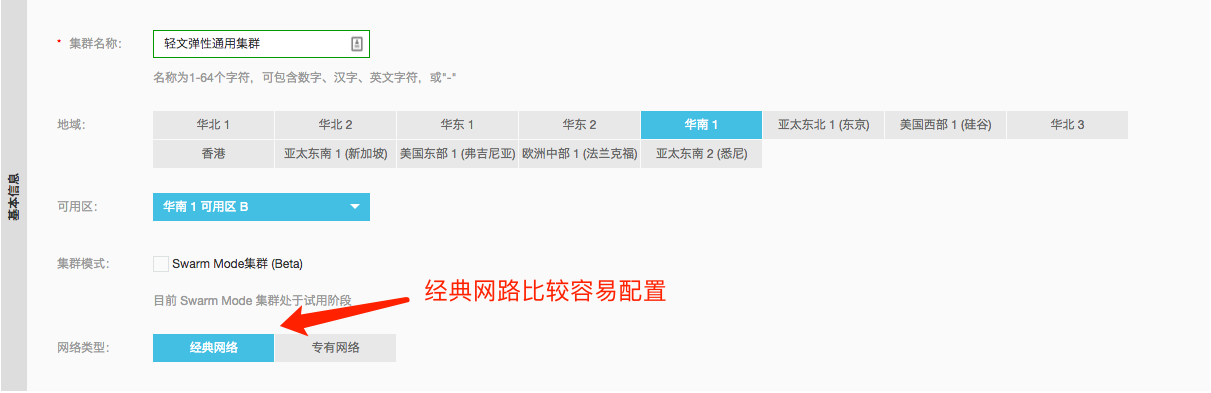 基本信息
* 集群名称:
轻文弹性通用集群
名称为1-64个字符，可包含数字、汉字、英文字符，或"-"
地域:
华北 1 华北 2 华东 1 华东 2 华南 1 亚太东北 1 (东京) 美国西部 1 (硅谷) 华北 3
香港 亚太东南 1 (新加坡) 美国东部 1 (弗吉尼亚) 欧洲中部 1 (法兰克福) 亚太东南 2 (悉尼)
可用区:
华南 1 可用区 B
集群模式:
Swarm Mode集群 (Beta)
目前 Swarm Mode 集群处于试用阶段
经典网路比较容易配置
网络类型:
经典网络 专有网络